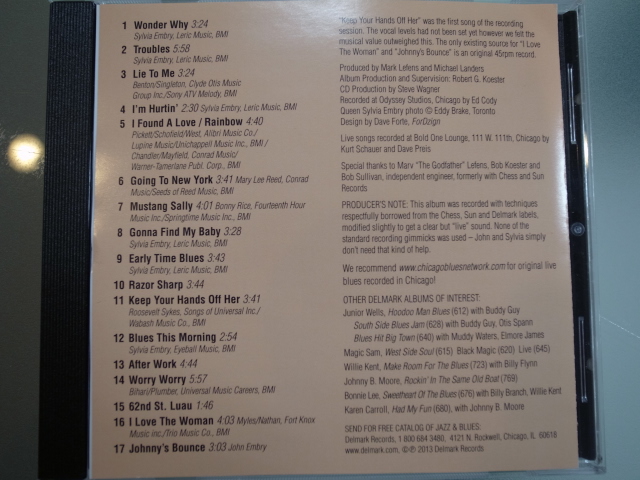 1 Wonder Why 3:24
Sylvia Embry, Leric Music, BMI
2 Troubles 5:58
Sylvia Embry, Leric Music, BMI
3 Lie To Me 3:24
Benton/Singleton, Clyde Otis Music
Group Inc./Sony ATV Melody, BMI
4 I'm Hurtin' 2:30 Sylvia Embry, Leric Music, BMI
5 I Found A Love / Rainbow 4:40
Pickett/Schofield/West, Alibri Music Co./
Lupine Music/Unichappell Music Inc., BMI /
Chandler/Mayfield, Conrad Music/
Warner-Tamerlane Publ. Corp., BMI
6 Going To New York 3:41 Mary Lee Reed, Conrad
Music/Seeds of Reed Music, BMI
7 Mustang Sally 4:01 Bonny Rice, Fourteenth Hour
Music Inc./Springtime Music Inc., BMI
8 Gonna Find My Baby 3:28
Sylvia Embry, Leric Music, BMI
9 Early Time Blues 3:43
Sylvia Embry, Leric Music, BMI
10 Razor Sharp 3:44
11 Keep Your Hands Off Her 3:41
Roosevelt Sykes, Songs of Universal Inc./
Wabash Music Co., BMI
12 Blues This Morning 2:54
Sylvia Embry, Eyeball Music, BMI
13 After Work 4:44
14 Worry Worry 5:57
Bihari/Plumber, Universal Music Careers, BMI
15 62nd St. Luau 1:46
16 I Love The Woman 4:03 Myles/Nathan, Fort Knox
Music inc/Trio Music Co., BMI
17 Johnny's Bounce 3:03 John Embry
"Keep Your Hands Off Her" was the first song of the recording
session. The vocal levels had not been set yet however we felt the
musical value outweighed this. The only existing source for "I Love
The Woman" and "Johnny's Bounce" is an original 45rpm record.
Produced by Mark Lefens and Michael Landers
Album Production and Supervision: Robert G. Koester
CD Production by Steve Wagner
Recorded at Odyssey Studios, Chicago by Ed Cody
Queen Sylvia Embry photo © Eddy Brake, Toronto
Design by Dave Forte, ForDzign
Live songs recorded at Bold One Lounge, 111 W. 111th, Chicago by
Kurt Schauer and Dave Preis
Special thanks to Marv "The Godfather" Lefens, Bob Koester and
Bob Sullivan, independent engineer, formerly with Chess and Sun
Records
PRODUCER'S NOTE: This album was recorded with techniques
respectfully borrowed from the Chess, Sun and Delmark labels,
modified slightly to get a clear but "live" sound. None of the
standard recording gimmicks was used – John and Sylvia simply
don't need that kind of help.
We recommend www.chicagobluesnetwork.com for original live
blues recorded in Chicago!
OTHER DELMARK ALBUMS OF INTEREST:
Junior Wells, Hoodoo Man Blues (612) with Buddy Guy
South Side Blues Jam (628) with Buddy Guy, Otis Spann
Blues Hit Big Town (640) with Muddy Waters, Elmore James
Magic Sam, West Side Soul (615) Black Magic (620) Live (645)
Willie Kent, Make Room For The Blues (723) with Billy Flynn
Johnny B. Moore, Rockin' In The Same Old Boat (769)
Bonnie Lee, Sweetheart Of The Blues (676) with Billy Branch, Willie Kent
Karen Carroll, Had My Fun (680), with Johnny B. Moore
SEND FOR FREE CATALOG OF JAZZ & BLUES:
Delmark Records, 1 800 684 3480, 4121 N. Rockwell, Chicago, IL 60618
www.delmark.com, ©℗ 2013 Delmark Records